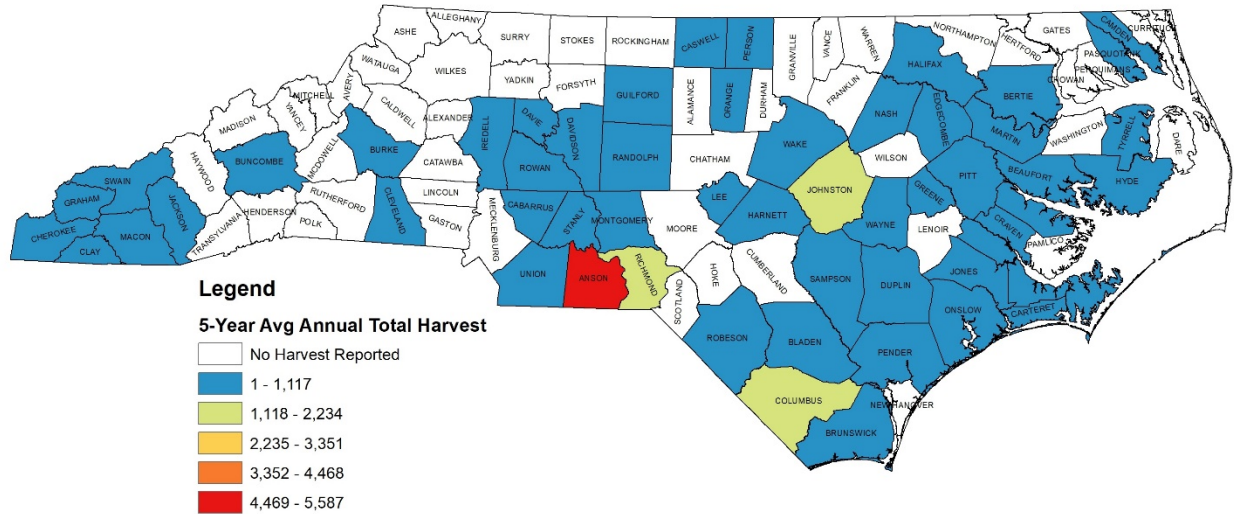 ALLEGHANY
ASHE
SURRY
STOKES
ROCKINGHAM
CASWELL
PERSON
GRANVILLE
VANCE
WARREN
NORTHAMPTON
HERTFORD
GATES
CAMDEN
CURRITUCK
PASQUOTANK
PERQUIMANS
CHOWAN
WATAUGA
WILKES
YADKIN
FORSYTH
GUILFORD
ALAMANCE
ORANGE
DURHAM
FRANKLIN
HALIFAX
BERTIE
MITCHELL
AVERY
CALDWELL
ALEXANDER
IREDELL
DAVIE
DAVIDSON
RANDOLPH
CHATHAM
WAKE
NASH
EDGECOMBE
MARTIN
WASHINGTON
TYRRELL
DARE
MADISON
YANCEY
BUNCOMBE
MCDOWELL
BURKE
CATAWBA
ROWAN
JOHNSTON
WILSON
PITT
BEAUFORT
HYDE
HAYWOOD
SWAIN
GRAHAM
JACKSON
CHEROKEE
MACON
CLAY
TRANSYLVANIA
HENDERSON
POLK
RUTHERFORD
CLEVELAND
LINCOLN
GASTON
MECKLENBURG
CABARRUS
STANLY
MONTGOMERY
MOORE
LEE
HARNETT
WAYNE
GREENE
LENOIR
CRAVEN
PAMLICO
UNION
ANSON
RICHMOND
SCOTLAND
HOKE
CUMBERLAND
SAMPSON
DUPLIN
JONES
ONSLOW
CARTERET
ROBESON
BLADEN
PENDER
COLUMBUS
NEW HANOVER
BRUNSWICK
Legend
5-Year Avg Annual Total Harvest
No Harvest Reported
1 - 1,117
1,118 - 2,234
2,235 - 3,351
3,352 - 4,468
4,469 - 5,587